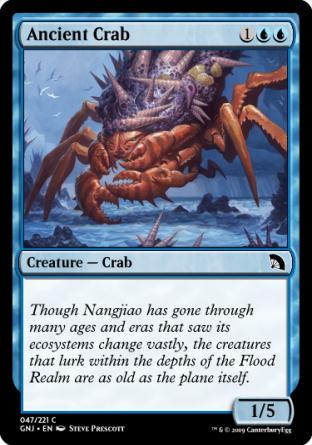 Ancient Crab 1
Creature — Crab
Though Nangjiao has gone through
many ages and eras that saw its
ecosystems change vastly, the creatures
that lurk within the depths of the Flood
Realm are as old as the plane itself.
1/5
047/221 C
GNJ • EN STEVE PRESCOTT
™ & © 2019 CanterburyEgg